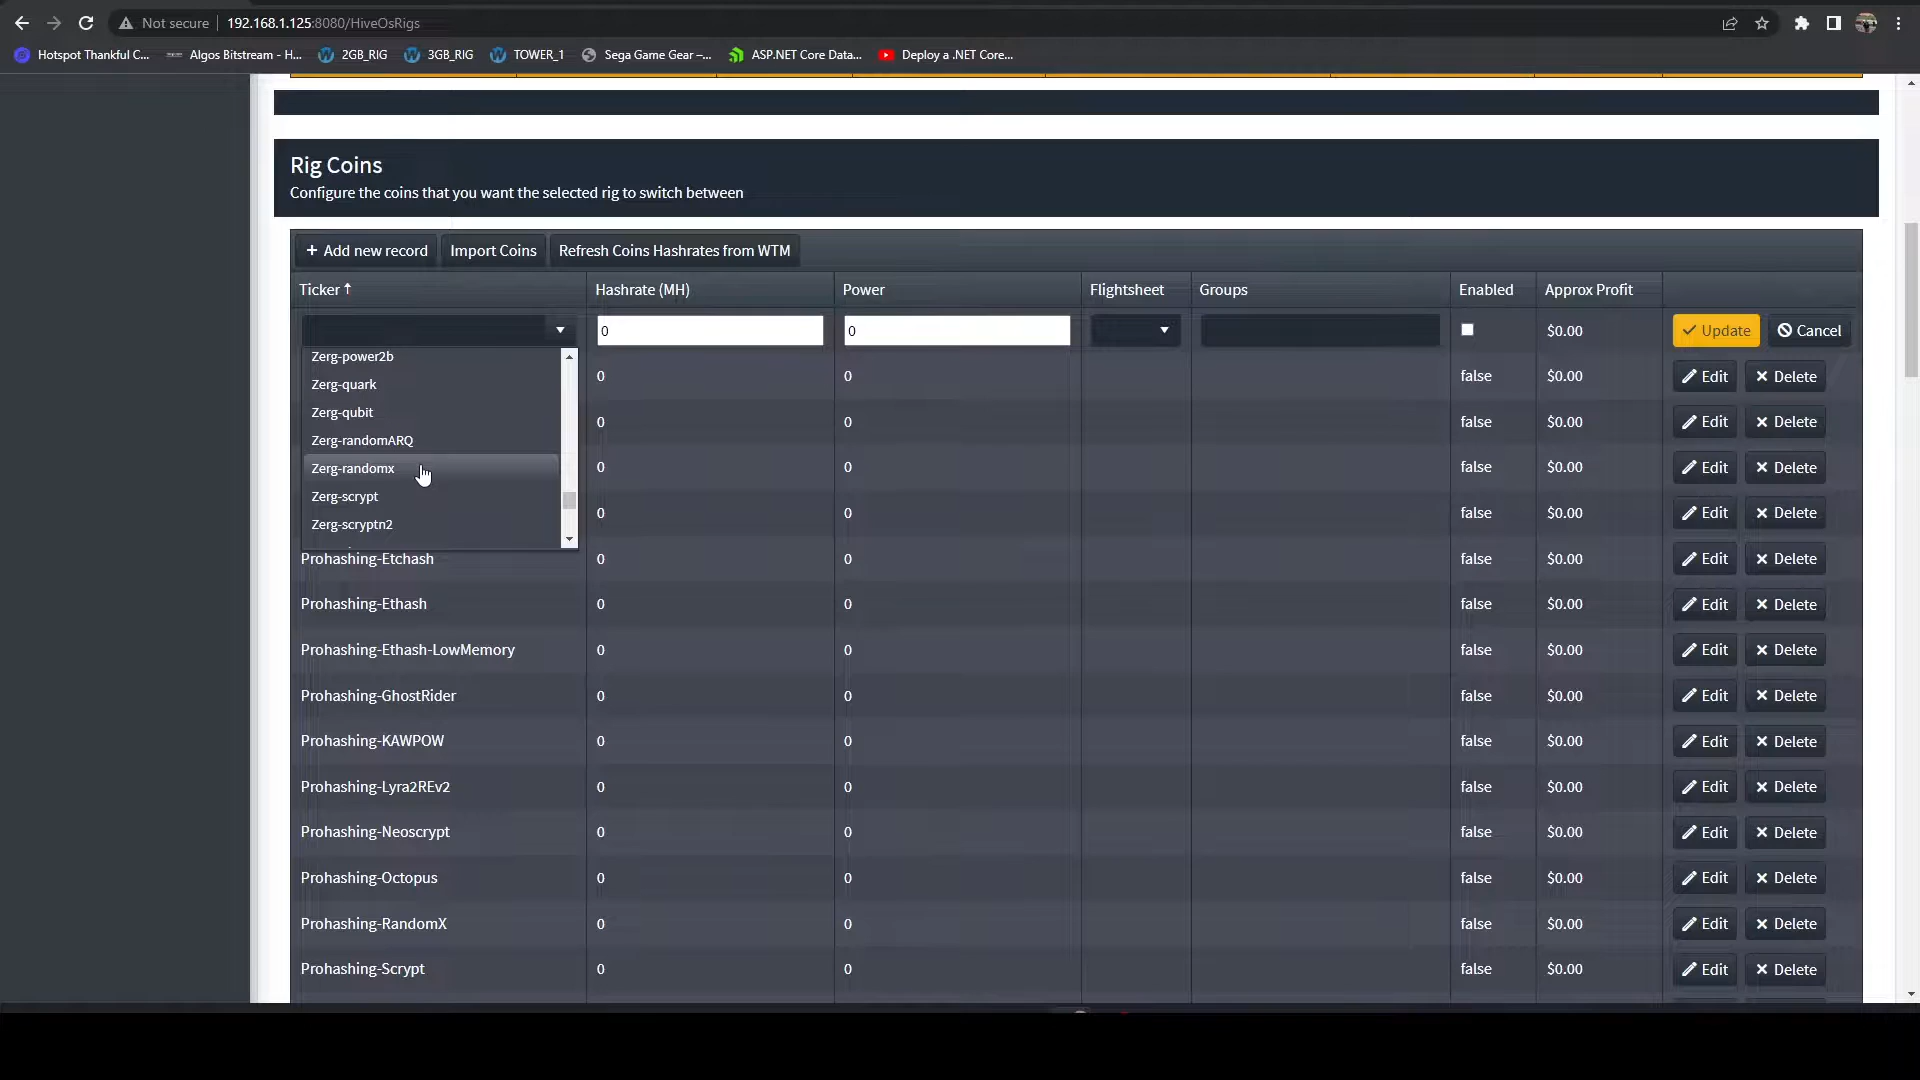 Not secure 192.168.1.125:8080/HiveOsRigs
Hotspot Thankful C... Algos Bitstream - H... 2GB_RIG 3GB_RIG TOWER_1 Sega Game Gear –... ASP.NET Core Data... Deploy a .NET Core...
Rig Coins
Configure the coins that you want the selected rig to switch between
+ Add new record Import Coins Refresh Coins Hashrates from WTM
Ticker ↑ Hashrate (MH) Power Flightsheet Groups Enabled Approx Profit
0 0 $0.00 Update Cancel
Zerg-power2b
0 0 false $0.00 Edit Delete
Zerg-quark
Zerg-qubit
0 0 false $0.00 Edit Delete
Zerg-randomARQ
Zerg-randomx
0 0 false $0.00 Edit Delete
Zerg-scrypt
0 0 false $0.00 Edit Delete
Zerg-scryptn2
Prohashing-Etchash 0 0 false $0.00 Edit Delete
Prohashing-Ethash 0 0 false $0.00 Edit Delete
Prohashing-Ethash-LowMemory 0 0 false $0.00 Edit Delete
Prohashing-GhostRider 0 0 false $0.00 Edit Delete
Prohashing-KAWPOW 0 0 false $0.00 Edit Delete
Prohashing-Lyra2REv2 0 0 false $0.00 Edit Delete
Prohashing-Neoscrypt 0 0 false $0.00 Edit Delete
Prohashing-Octopus 0 0 false $0.00 Edit Delete
Prohashing-RandomX 0 0 false $0.00 Edit Delete
Prohashing-Scrypt 0 0 false $0.00 Edit Delete